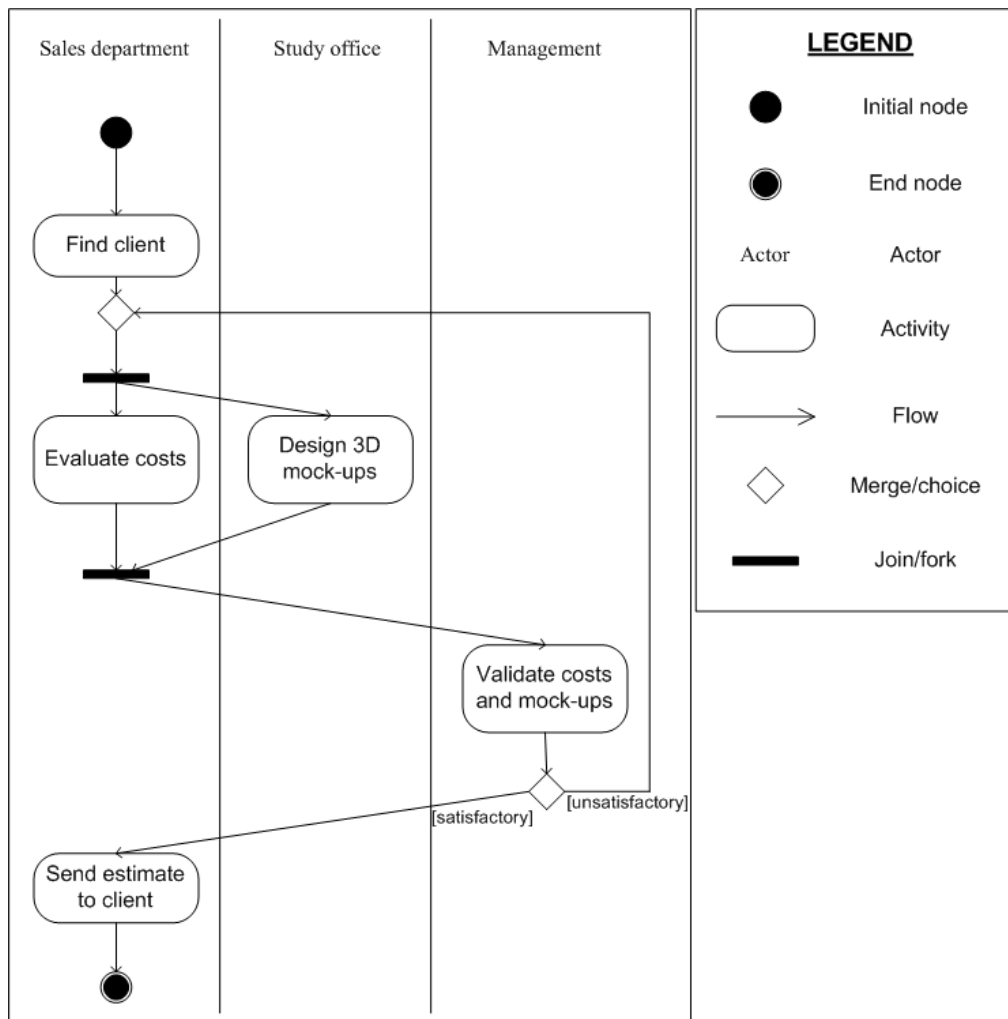 Sales department
Study office
Management
Find client
Evaluate costs
Design 3D
mock-ups
Validate costs
and mock-ups
[satisfactory]
[unsatisfactory]
Send estimate
to client
LEGEND
Initial node
End node
Actor
Actor
Activity
Flow
Merge/choice
Join/fork